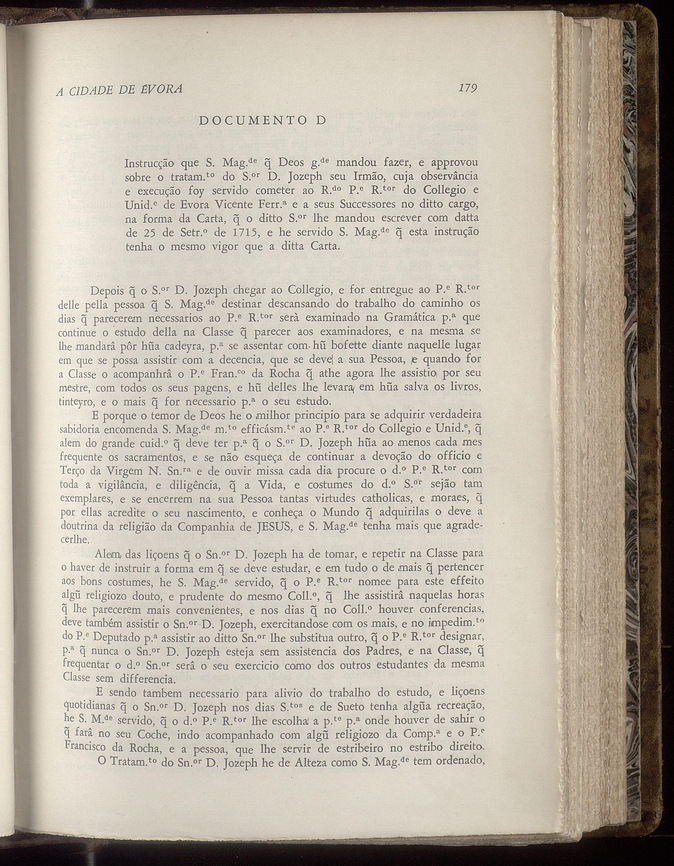 A CIDADE DE ÉVORA 179
DOCUMENTO D
Instrucção que S. Mag.de q̃ Deos g.de mandou fazer, e approvou
sobre o tratam.to do S.or D. Jozeph seu Irmão, cuja observância
e execução foy servido cometer ao R.do P.e R.tor do Collegio e
Unid.e de Evora Vicente Ferr.a e a seus Successores no ditto cargo,
na forma da Carta, q̃ o ditto S.or lhe mandou escrever com datta
de 25 de Setr.o de 1715, e he servido S. Mag.de q̃ esta instrução
tenha o mesmo vigor que a ditta Carta.
Depois q̃ o S.or D. Jozeph chegar ao Collegio, e for entregue ao P.e R.tor
delle pella pessoa q̃ S. Mag.de destinar descansando do trabalho do caminho os
dias q̃ parecerem necessarios ao P.e R.tor serà examinado na Gramática p.a que
continue o estudo della na Classe q̃ parecer aos examinadores, e na mesma se
lhe mandará pôr hũa cadeyra, p.a se assentar com hũ bofette diante naquelle lugar
em que se possa assistir com a decencia, que se deve a sua Pessoa, e quando for
a Classe o acompanhrâ o P.e Fran.co da Rocha q̃ athe agora lhe assistio por seu
mestre, com todos os seus pagens, e hũ delles lhe levara, em hũa salva os livros,
tinteyro, e o mais q̃ for necessario p.a o seu estudo.
E porque o temor de Deos he o milhor principio para se adquirir verdadeira
sabidoria encomenda S. Mag.de m.to efficásm.te ao P.e R.tor do Collegio e Unid.e, q̃
alem do grande cuid.o q̃ deve ter p.a q̃ o S.or D. Jozeph hũa ao menos cada mes
frequente os sacramentos, e se não esqueça de continuar a devoção do officio e
Terço da Virgem N. Sn.ra e de ouvir missa cada dia procure o d.o P.e R.tor com
toda a vigilância, e diligência, q̃ a Vida, e costumes do d.o S.or sejão tam
exemplares, e se encerrem na sua Pessoa tantas virtudes catholicas, e moraes, q̃
por ellas acredite o seu nascimento, e conheça o Mundo q̃ adquirilas o deve a
doutrina da religião da Companhia de JESUS, e S. Mag.de tenha mais que agrade-
cerlhe.
Alem, das liçoens q̃ o Sn.or D. Jozeph ha de tomar, e repetir na Classe para
o haver de instruir a forma em q̃ se deve estudar, e em tudo o de mais q̃ pertencer
aos bons costumes, he S. Mag.de servido, q̃ o P.e R.tor nomee para este effeito
algũ religiozo douto, e prudente do mesmo Coll.o, q̃ lhe assistirâ naquelas horas
q̃ lhe parecerem mais convenientes, e nos dias q̃ no Coll.o houver conferencias,
deve também assistir o Sn.or D. Jozeph, exercitandose com os mais, e no impedim.to
do P.e Deputado p.a assistir ao ditto Sn.or lhe substitua outro, q̃ o P.e R.tor designar,
p.a q̃ nunca o Sn.or D. Jozeph esteja sem assistencia dos Padres, e na Classe, q̃
frequentar o d.o Sn.or serâ o seu exercicio como dos outros estudantes da mesma
Classe sem differencia.
E sendo tambem necessario para alivio do trabalho do estudo, e liçoens
quotidianas q̃ o Sn.or D. Jozeph nos dias S.tos e de Sueto tenha algũa recreação,
he S. M.de servido, q̃ o d.o P.e R.tor lhe escolha a p.te p.a onde houver de sahir o
q̃ farâ no seu Coche, indo acompanhado com algũ religiozo da Comp.a e o P.e
Francisco da Rocha, e a pessoa, que lhe servir de estribeiro no estribo direito.
O Tratam.to do Sn.or D. Jozeph he de Alteza como S. Mag.de tem ordenado,